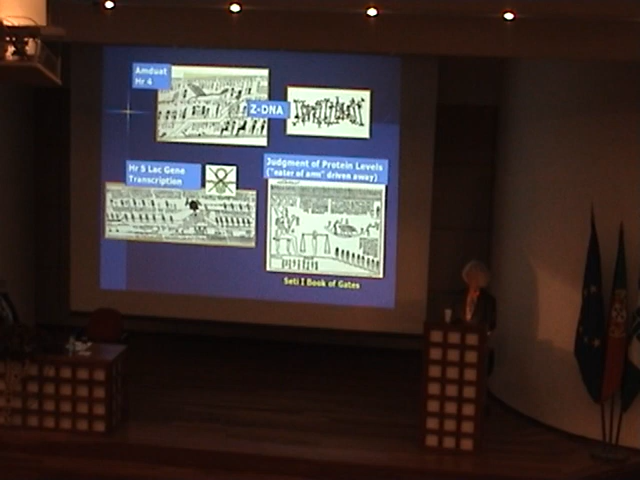 Amduat
Hr 4
Z-DNA
Hr 5 Lac Gene
Transcription
Judgment of Protein Levels
("eater of arm" driven away)
Seti I Book of Gates